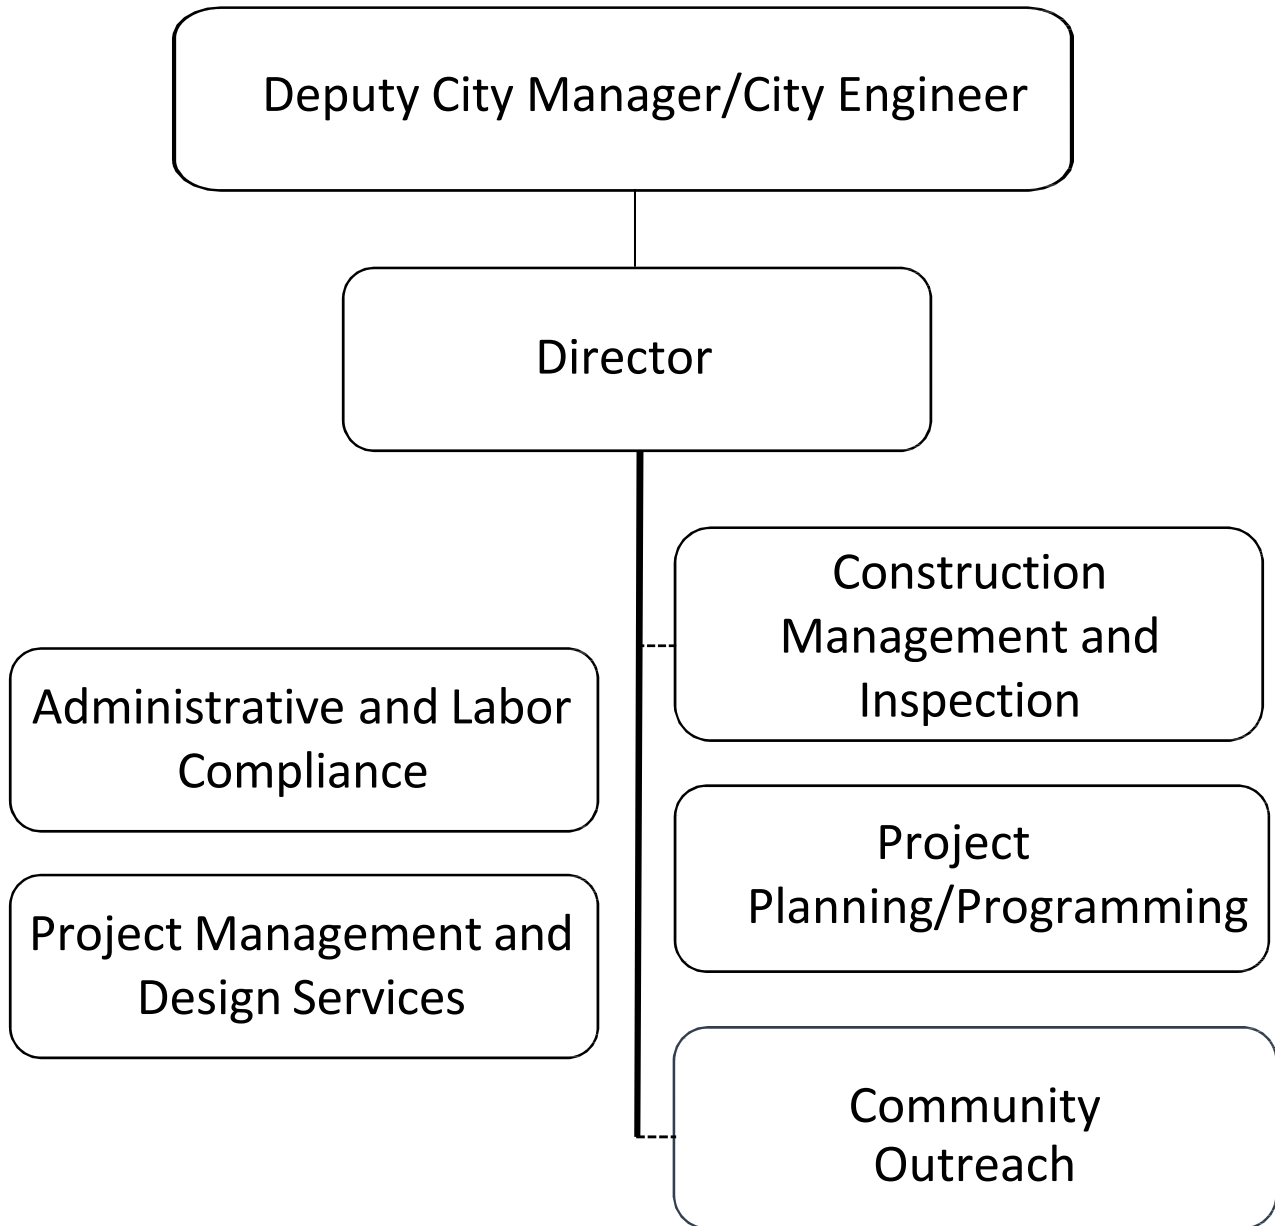 Deputy City Manager/City Engineer
Director
Construction
Management and
Inspection
Administrative and Labor
Compliance
Project
Planning/Programming
Project Management and
Design Services
Community
Outreach